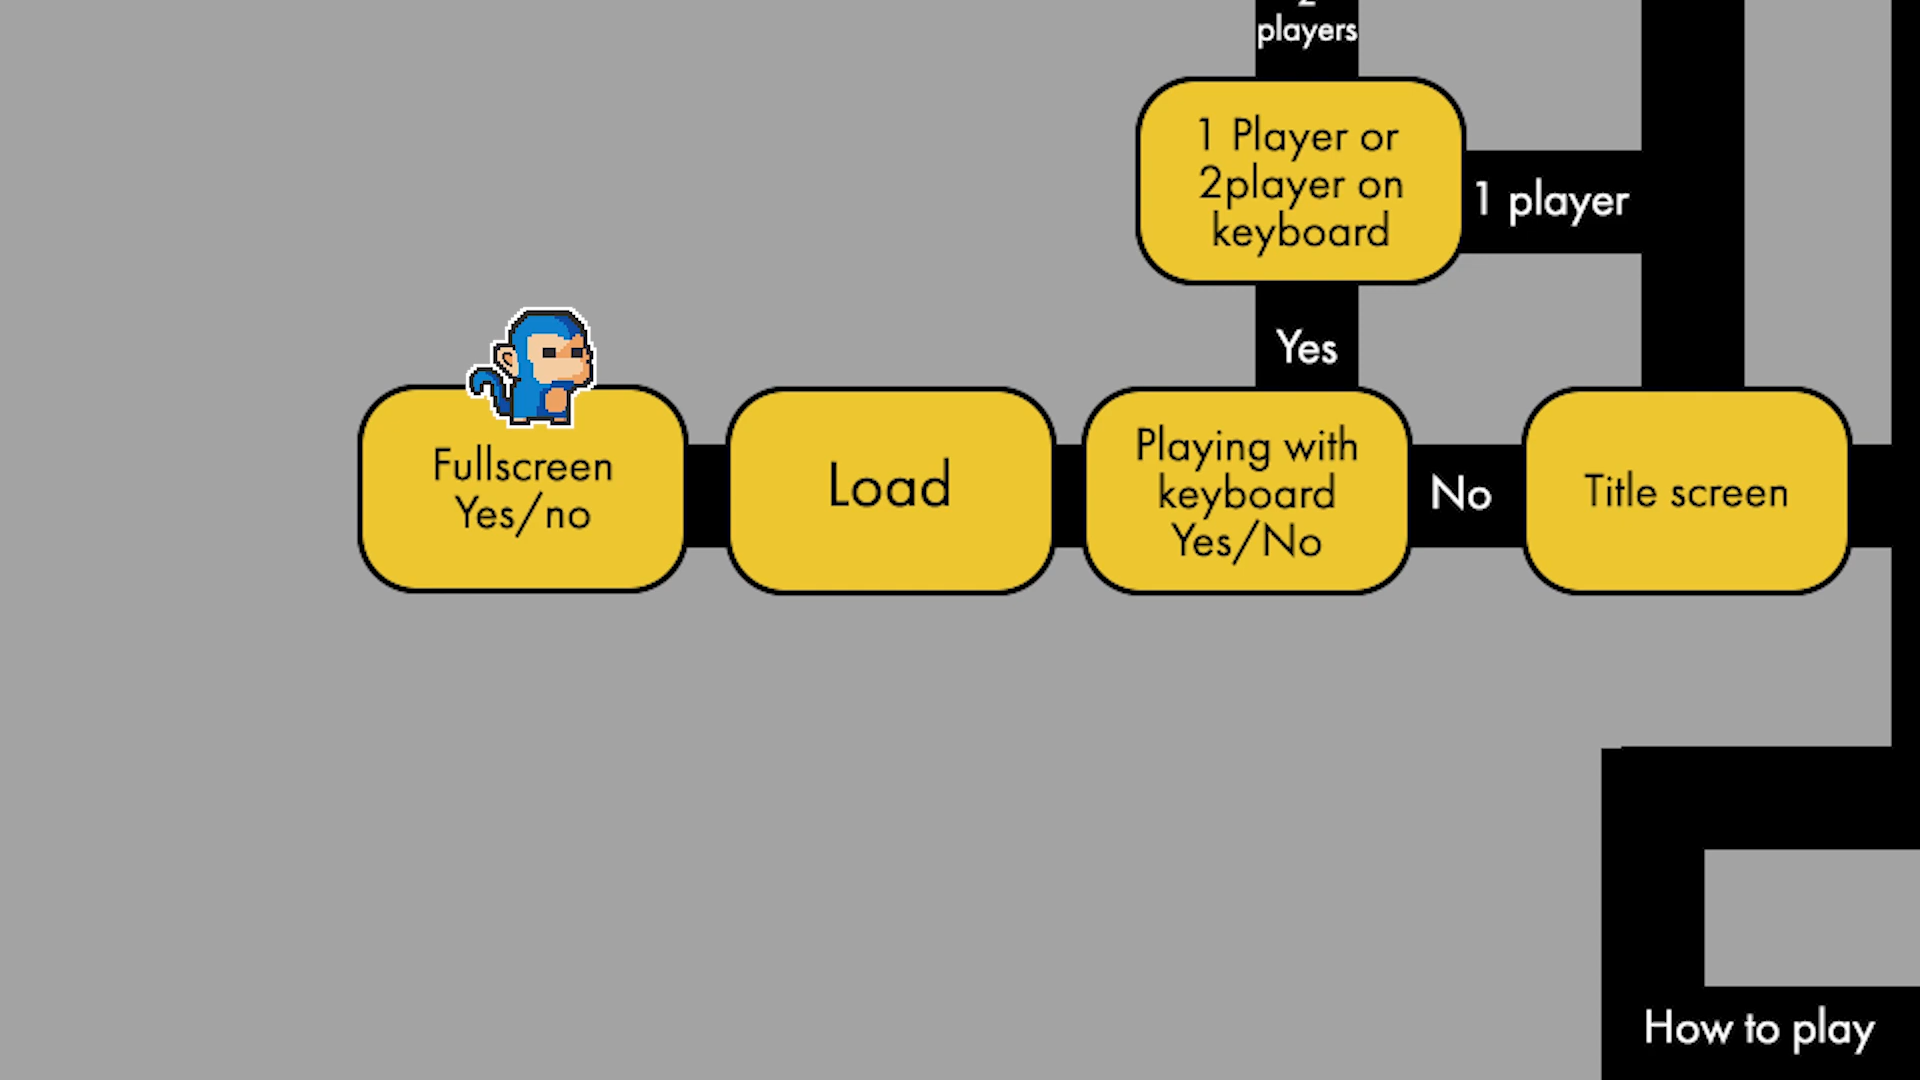 players
1 Player or
2player on
keyboard
1 player
Yes
Fullscreen
Yes/no
Load
Playing with
keyboard
Yes/No
No
Title screen
How to play